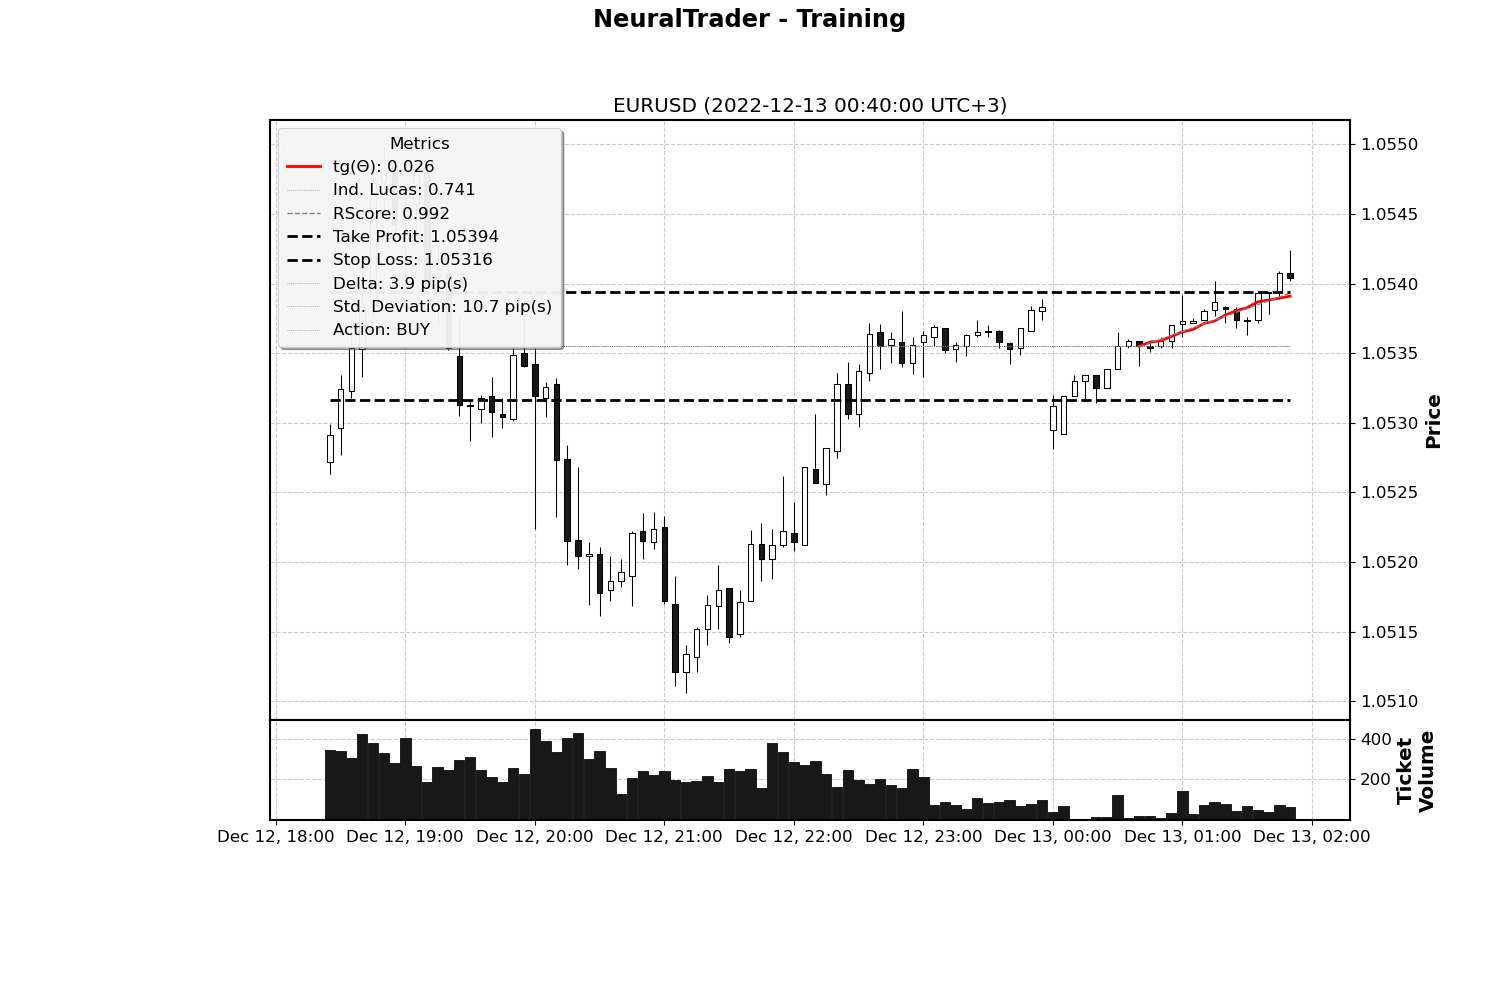 NeuralTrader - Training
EURUSD (2022-12-13 00:40:00 UTC+3)
Metrics
tg(Θ): 0.026
Ind. Lucas: 0.741
RScore: 0.992
Take Profit: 1.05394
Stop Loss: 1.05316
Delta: 3.9 pip(s)
Std. Deviation: 10.7 pip(s)
Action: BUY
1.0550
1.0545
1.0540
1.0535
1.0530
1.0525
1.0520
1.0515
1.0510
Price
400
200
Ticket
Volume
Dec 12, 18:00
Dec 12, 19:00
Dec 12, 20:00
Dec 12, 21:00
Dec 12, 22:00
Dec 12, 23:00
Dec 13, 00:00
Dec 13, 01:00
Dec 13, 02:00